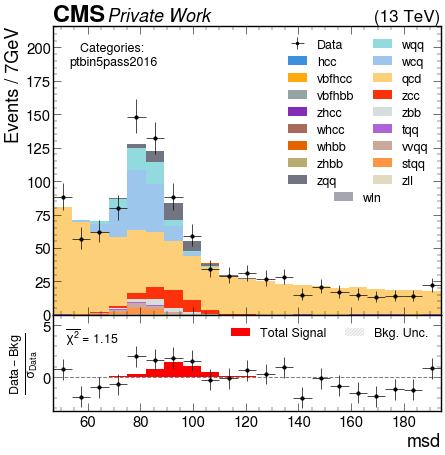 CMS Private Work (13 TeV)
Events / 7GeV
Categories:
ptbin5pass2016
Data
hcc
vbfhcc
vbfhbb
zhcc
whcc
whbb
zhbb
zqq
wqq
wcq
qcd
zcc
zbb
tqq
vvqq
stqq
zll
wln
200
175
150
125
100
75
50
25
0
χ² = 1.15
Total Signal
Bkg. Unc.
Data − Bkg
σData
5
0
60 80 100 120 140 160 180
msd